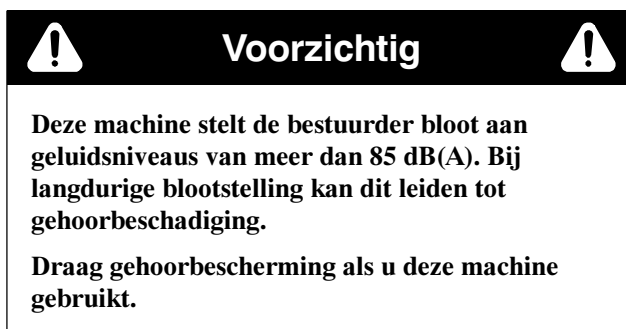 Voorzichtig
Deze machine stelt de bestuurder bloot aan
geluidsniveaus van meer dan 85 dB(A). Bij
langdurige blootstelling kan dit leiden tot
gehoorbeschadiging.
Draag gehoorbescherming als u deze machine
gebruikt.